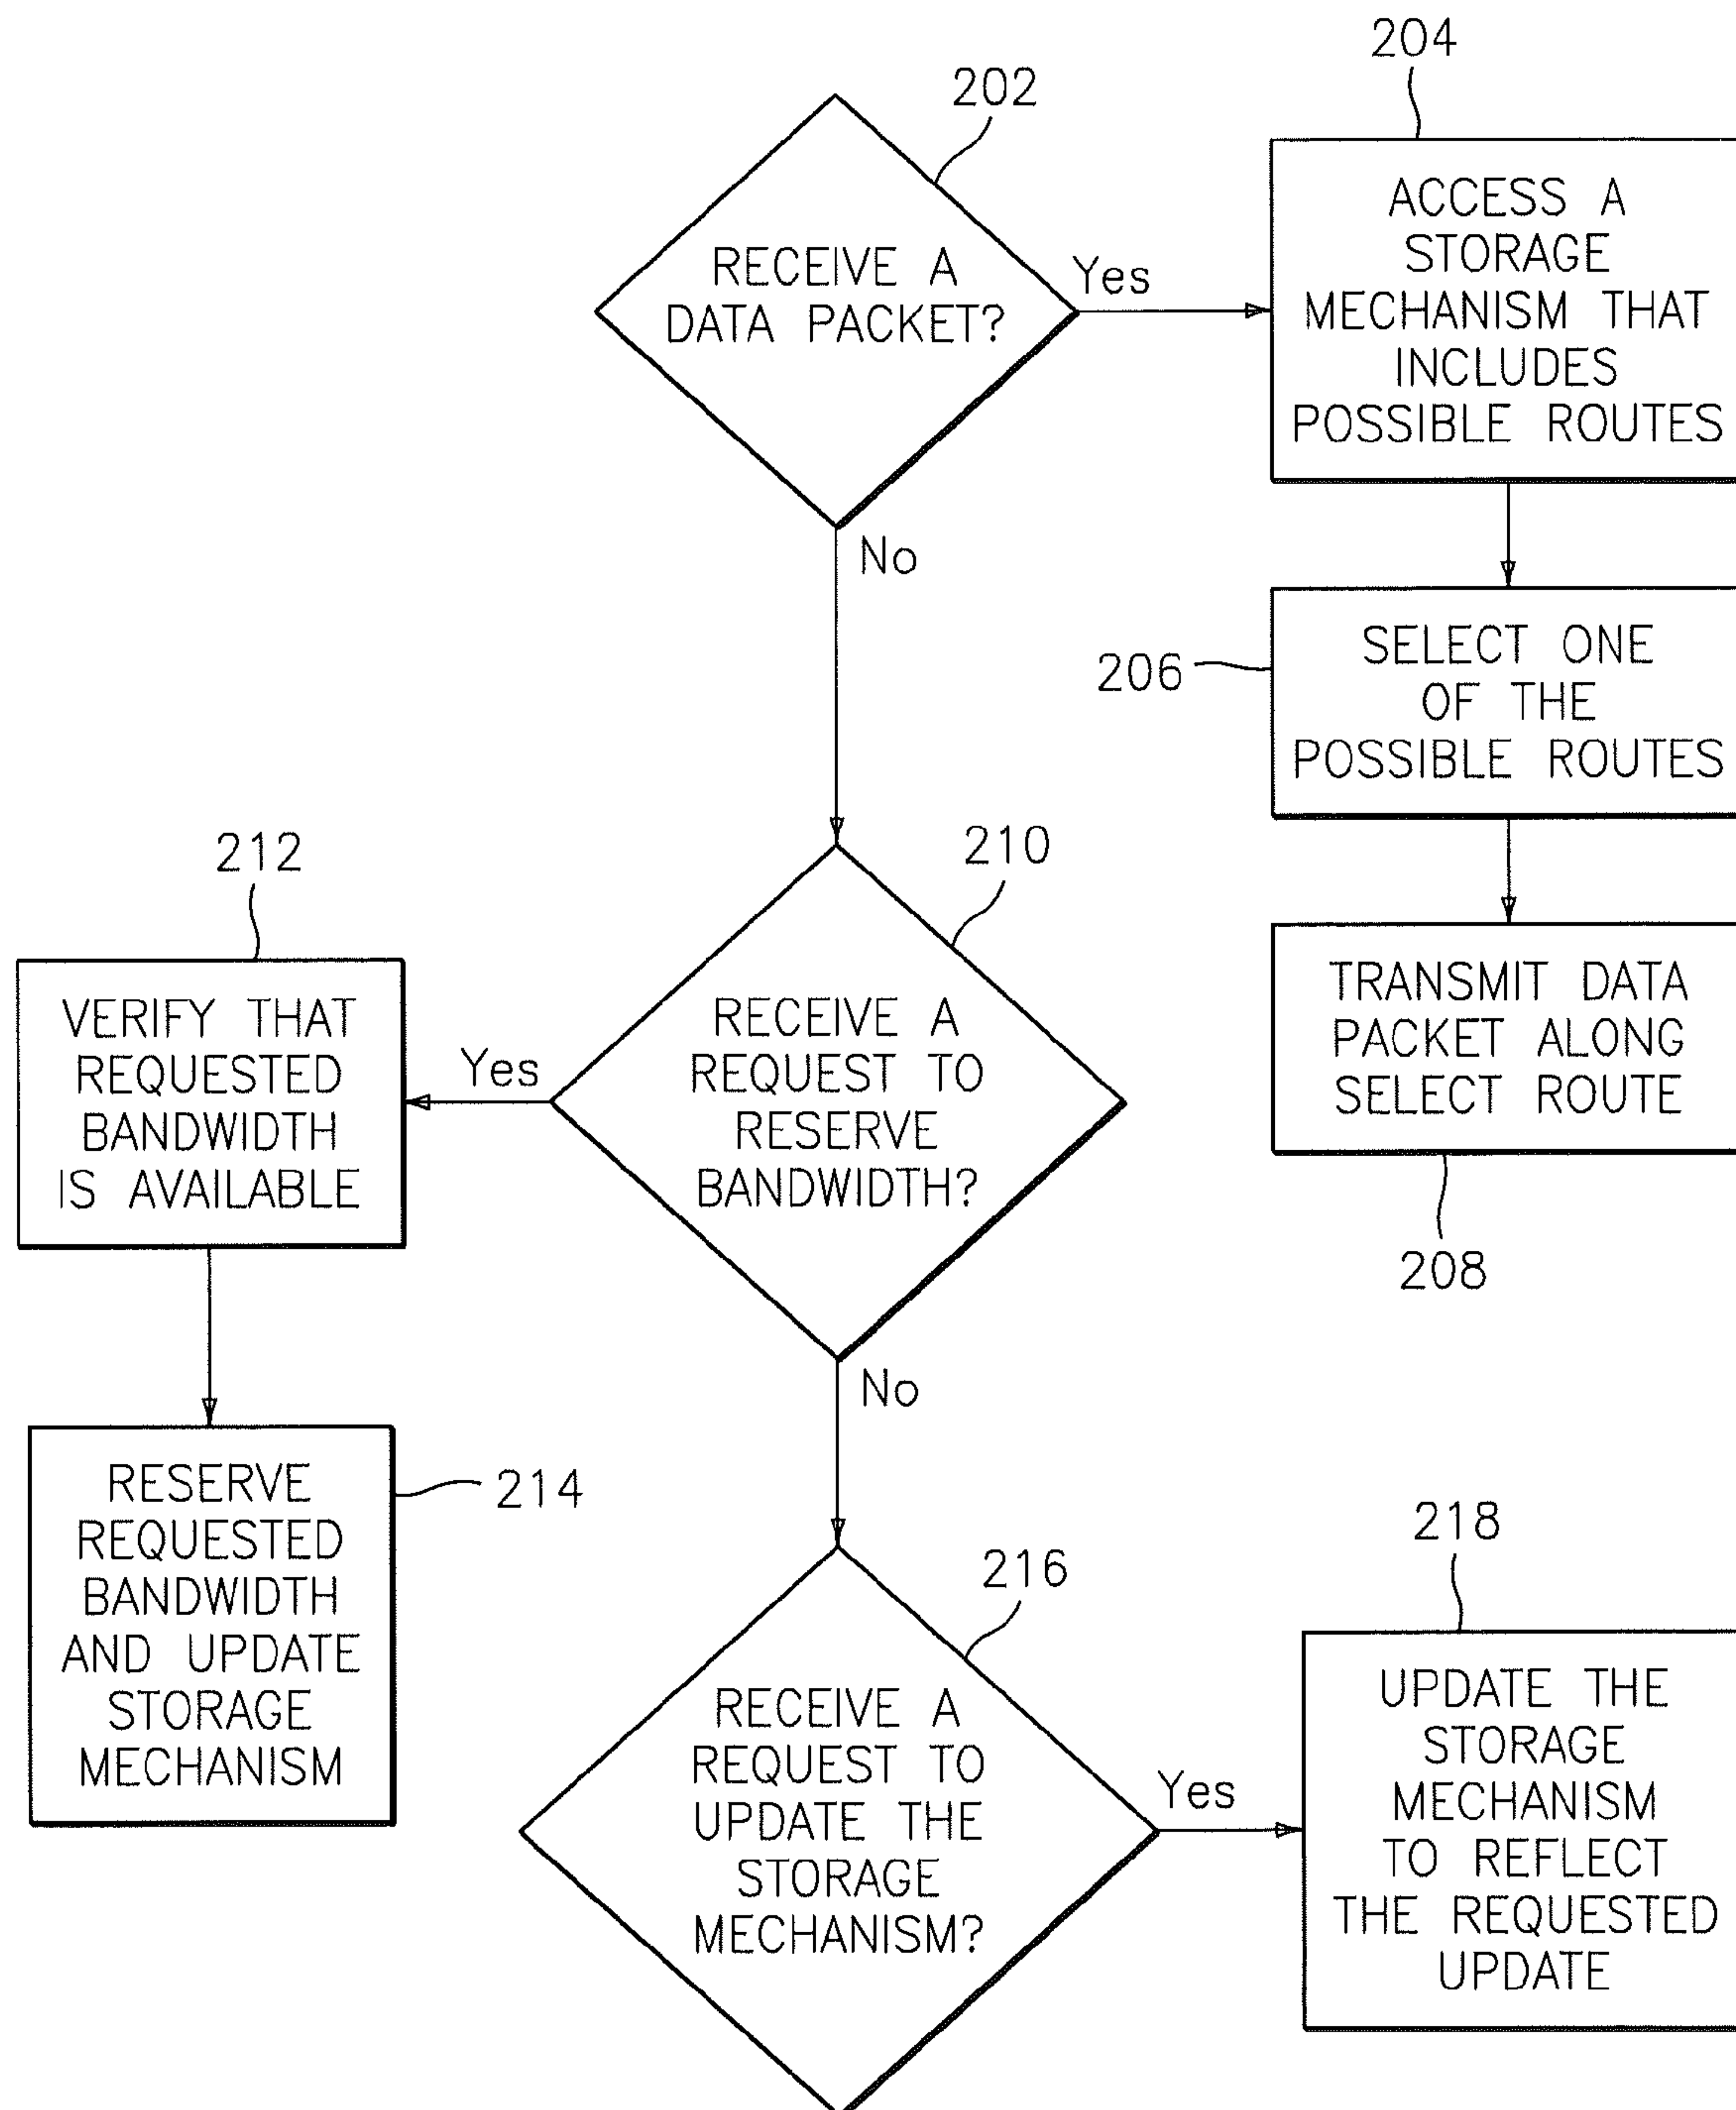 202
RECEIVE A
DATA PACKET?
Yes
No
204
ACCESS A
STORAGE
MECHANISM THAT
INCLUDES
POSSIBLE ROUTES
206
SELECT ONE
OF THE
POSSIBLE ROUTES
TRANSMIT DATA
PACKET ALONG
SELECT ROUTE
208
210
RECEIVE A
REQUEST TO
RESERVE
BANDWIDTH?
Yes
No
212
VERIFY THAT
REQUESTED
BANDWIDTH
IS AVAILABLE
214
RESERVE
REQUESTED
BANDWIDTH
AND UPDATE
STORAGE
MECHANISM
216
RECEIVE A
REQUEST TO
UPDATE THE
STORAGE
MECHANISM?
Yes
218
UPDATE THE
STORAGE
MECHANISM
TO REFLECT
THE REQUESTED
UPDATE